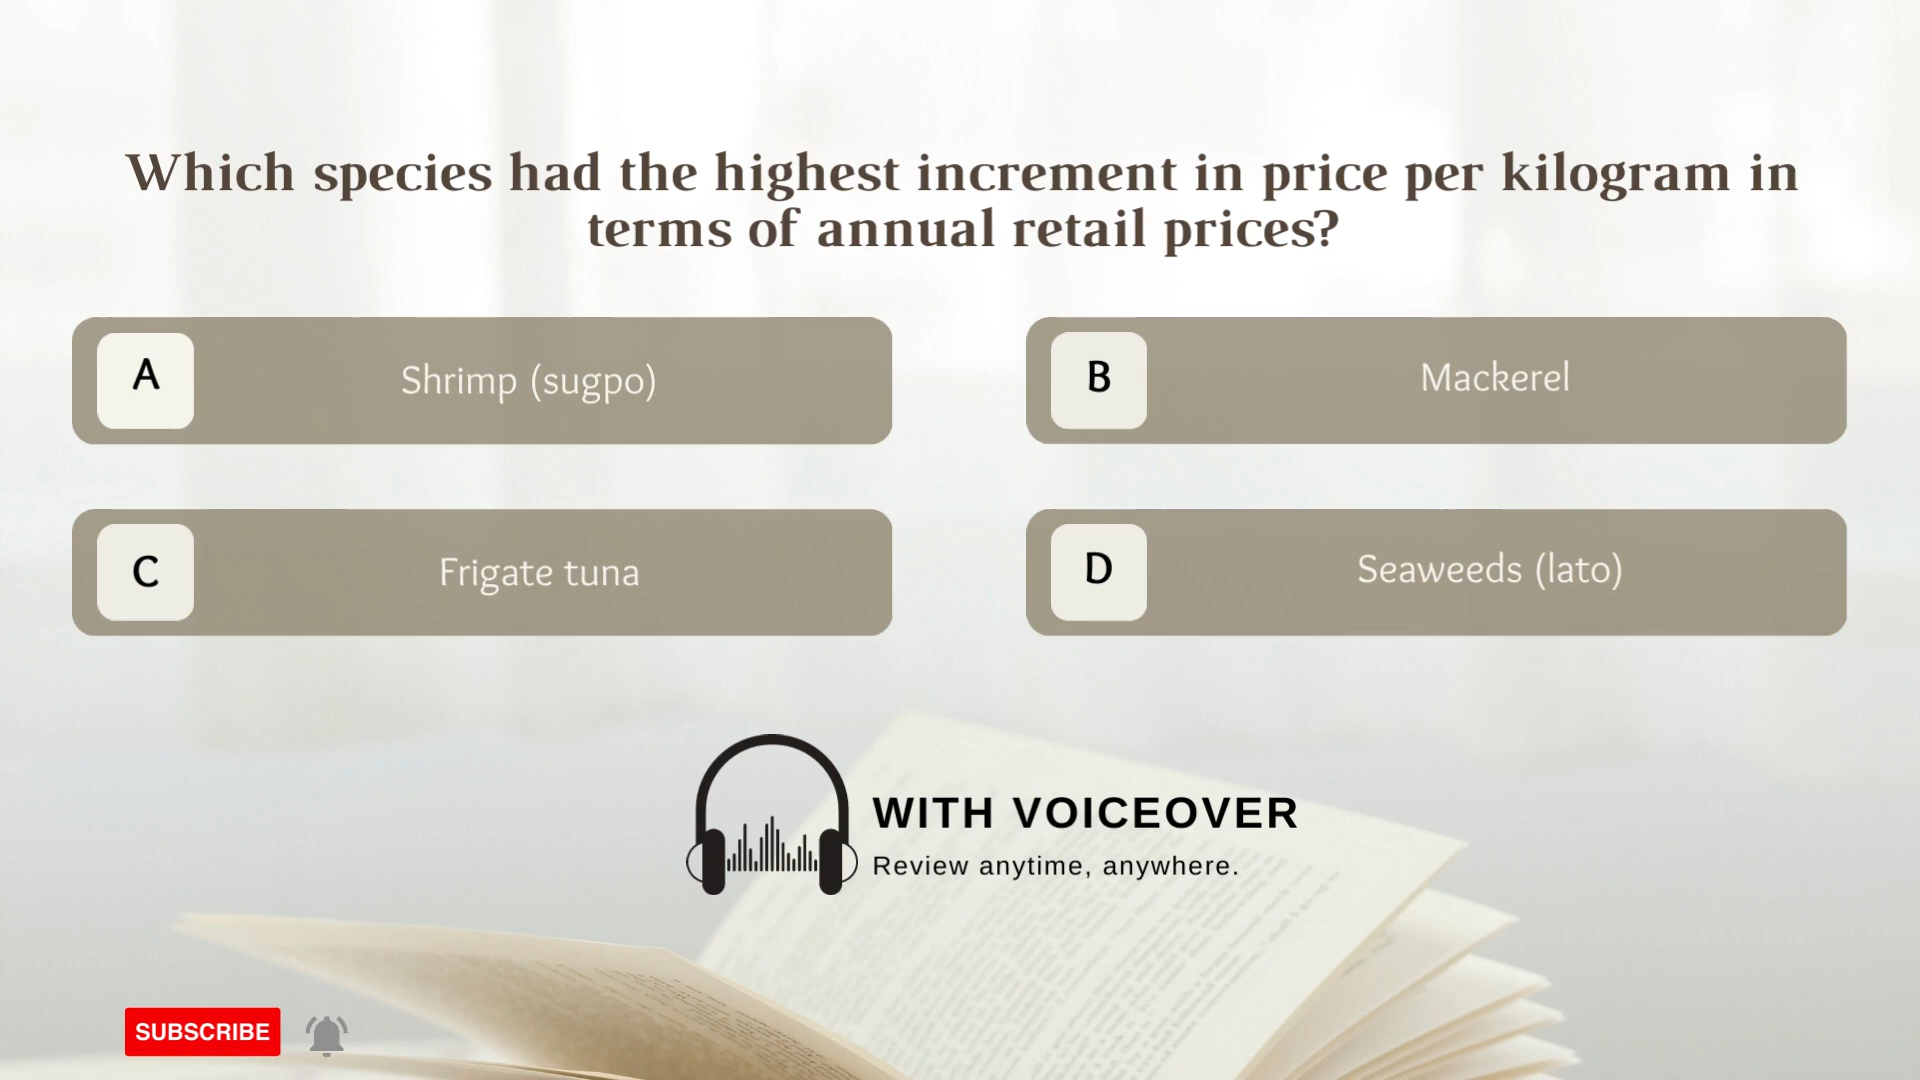 Which species had the highest increment in price per kilogram in
terms of annual retail prices?
A
Shrimp (sugpo)
B
Mackerel
C
Frigate tuna
D
Seaweeds (lato)
WITH VOICEOVER
Review anytime, anywhere.
SUBSCRIBE